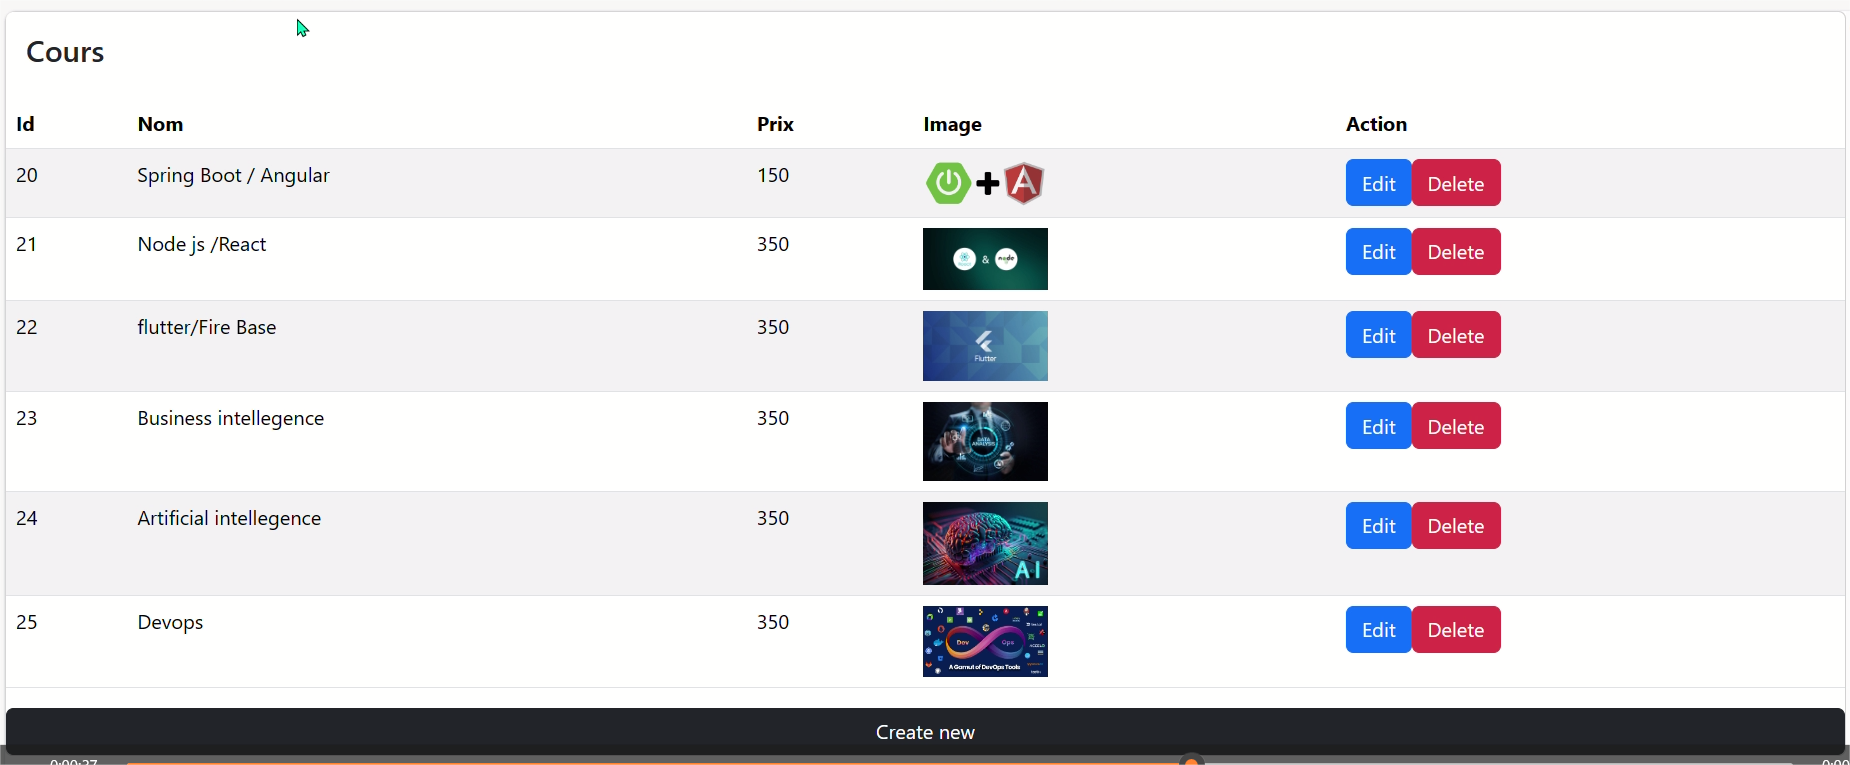 Cours
Id Nom Prix Image Action
20 Spring Boot / Angular 150 Edit Delete
21 Node js /React 350 & node Edit Delete
22 flutter/Fire Base 350 Flutter Edit Delete
23 Business intellegence 350 DATA ANALYSIS Edit Delete
24 Artificial intellegence 350 AI Edit Delete
25 Devops 350 Dev Ops A Gamut of DevOps Tools Edit Delete
Create new
0:00:27